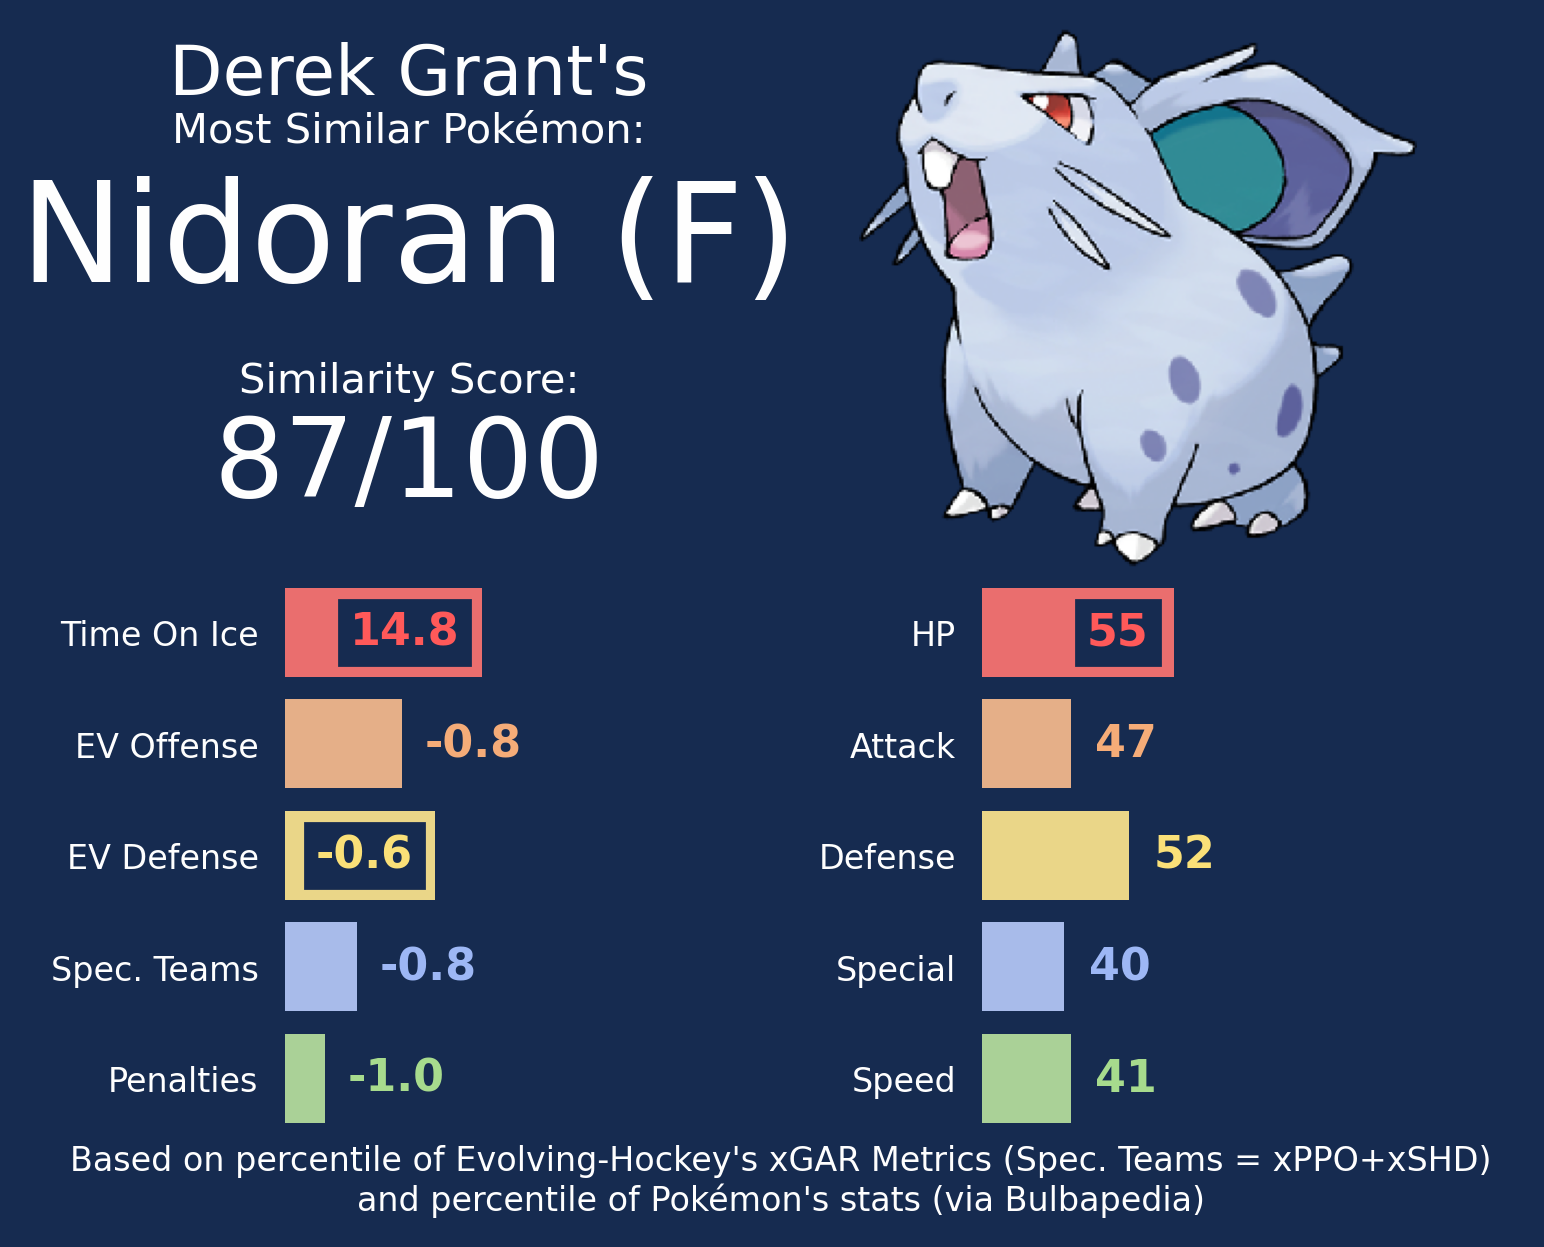 Derek Grant's
Most Similar Pokémon:
Nidoran (F)
Similarity Score:
87/100
Time On Ice 14.8
EV Offense -0.8
EV Defense -0.6
Spec. Teams -0.8
Penalties -1.0
HP 55
Attack 47
Defense 52
Special 40
Speed 41
Based on percentile of Evolving-Hockey's xGAR Metrics (Spec. Teams = xPPO+xSHD)
and percentile of Pokémon's stats (via Bulbapedia)